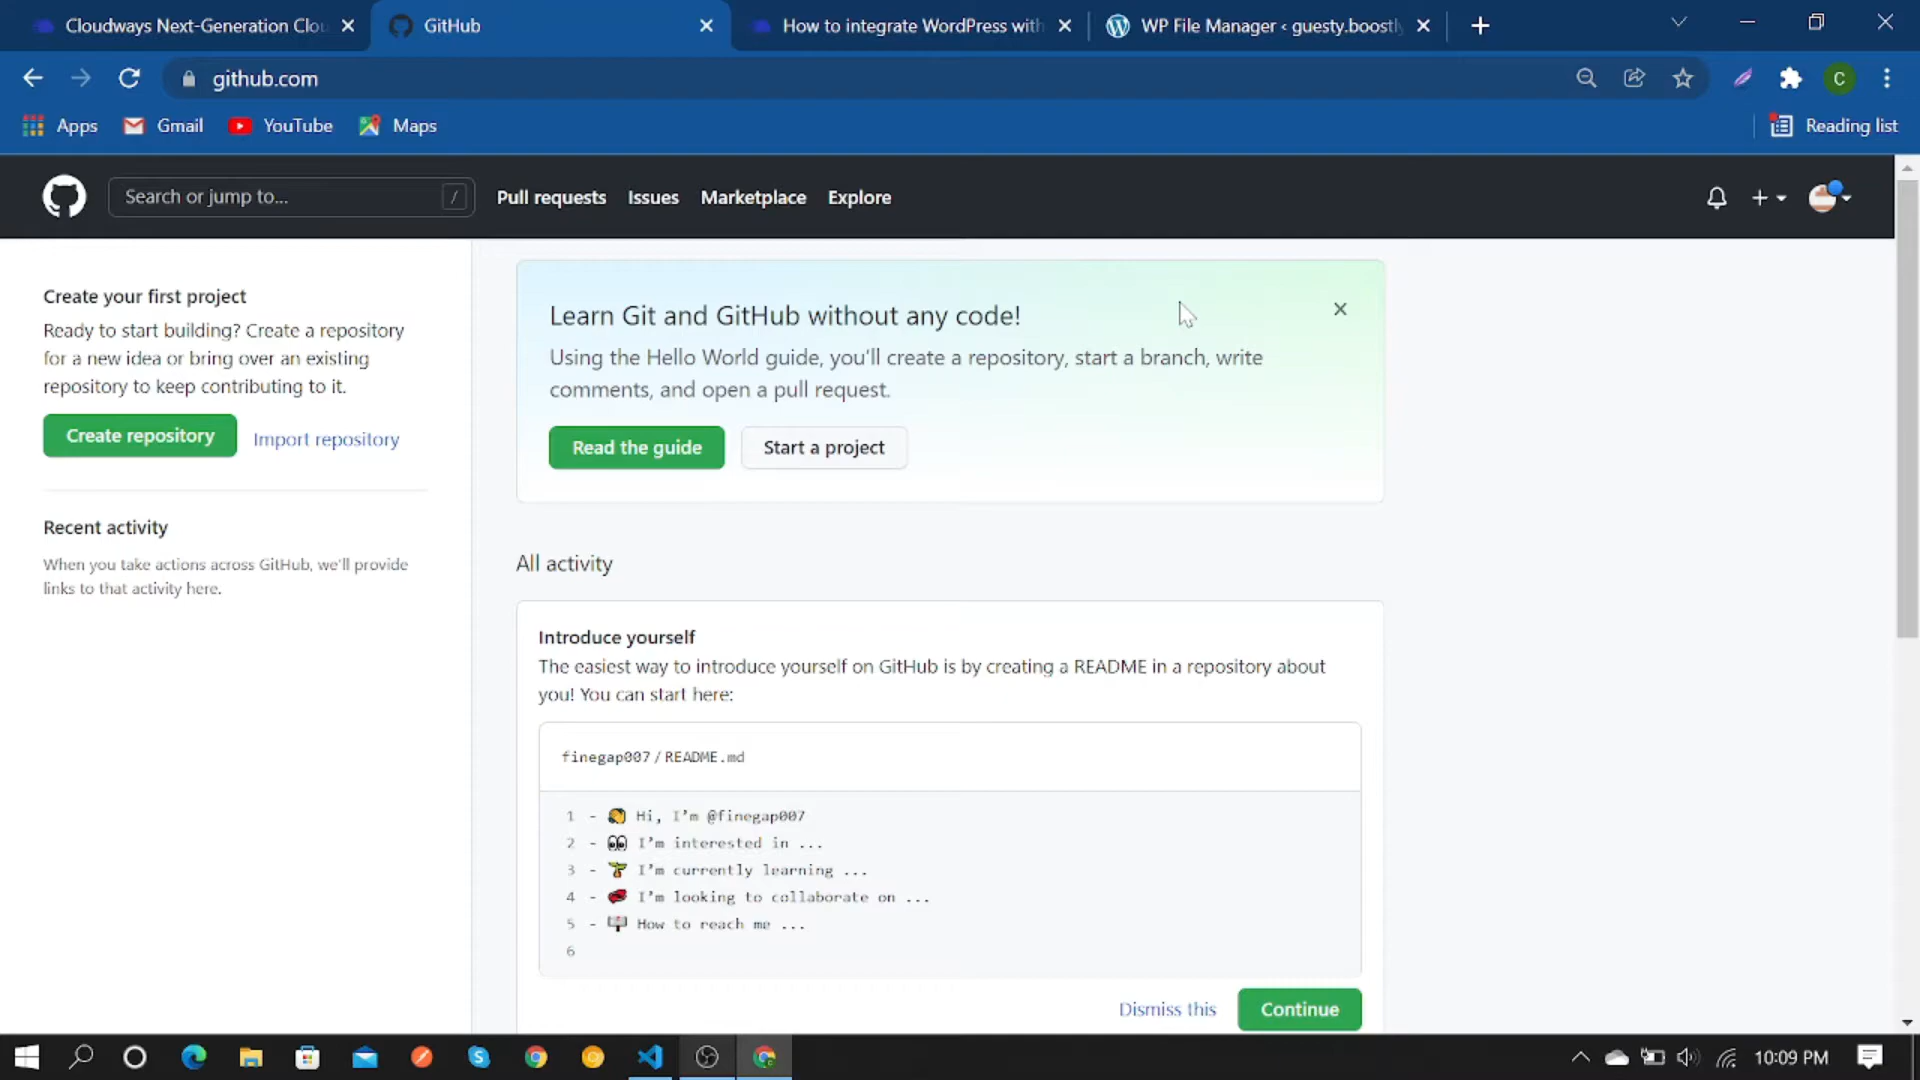 Cloudways Next-Generation Clou
GitHub
How to integrate WordPress with
WP File Manager ‹ guesty.boostly
github.com
C
Apps
Gmail
YouTube
Maps
Reading list
Search or jump to...
/
Pull requests
Issues
Marketplace
Explore
Create your first project
Ready to start building? Create a repository
for a new idea or bring over an existing
repository to keep contributing to it.
Create repository
Import repository
Recent activity
When you take actions across GitHub, we'll provide
links to that activity here.
Learn Git and GitHub without any code!
Using the Hello World guide, you'll create a repository, start a branch, write
comments, and open a pull request.
Read the guide
Start a project
All activity
Introduce yourself
The easiest way to introduce yourself on GitHub is by creating a README in a repository about
you! You can start here:
finegap007 / README.md
1 - 👋 Hi, I'm @finegap007
2 - 👀 I'm interested in ...
3 - 🌱 I'm currently learning ...
4 - 💞️ I'm looking to collaborate on ...
5 - 📫 How to reach me ...
6
Dismiss this
Continue
10:09 PM